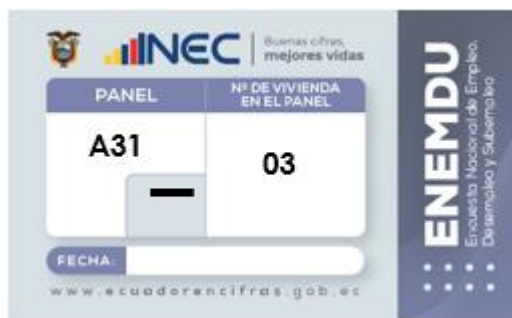 INEC
Buenas cifras,
mejores vidas
PANEL
Nº DE VIVIENDA
EN EL PANEL
A31
03
—
FECHA:
www.ecuadorencifras.gob.ec
ENEMDU
Encuesta Nacional de Empleo,
Desempleo y Subempleo